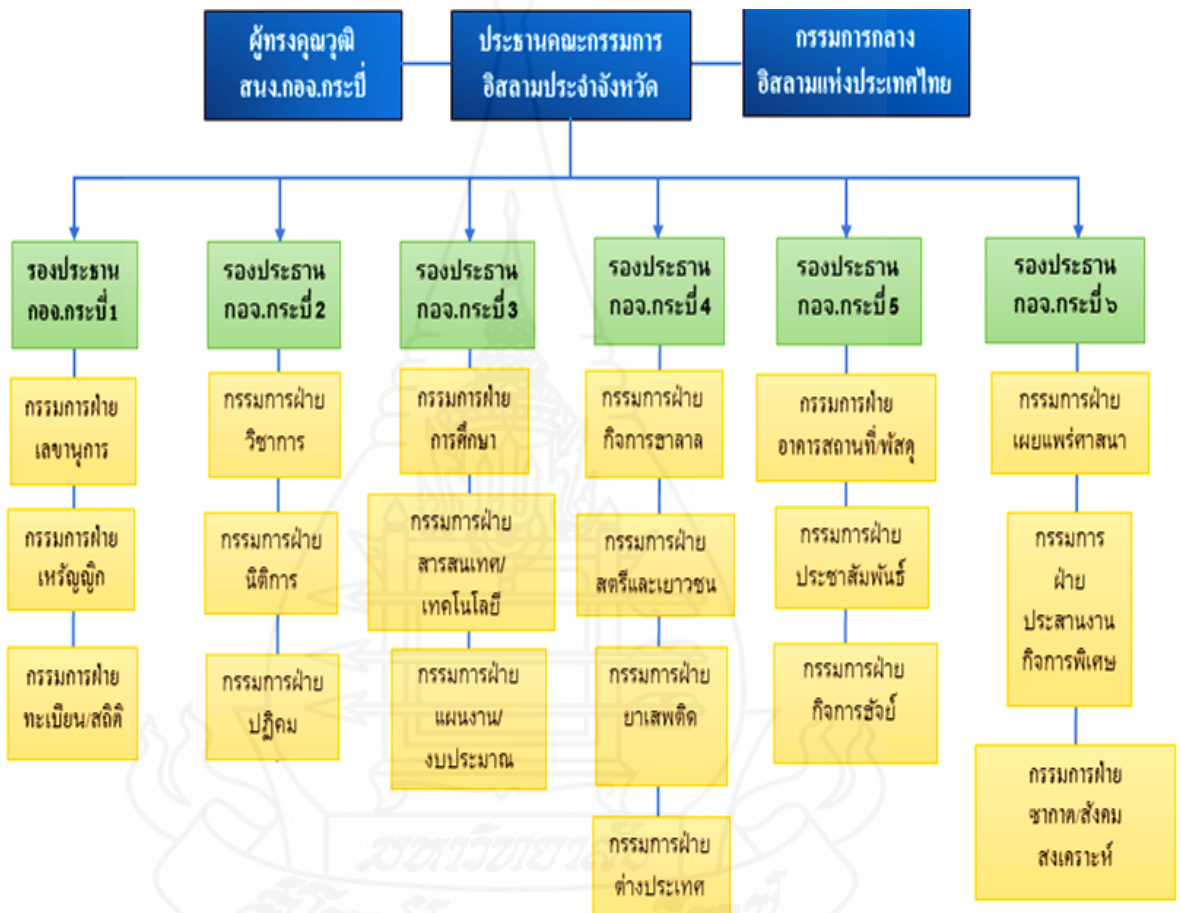 ผู้ทรงคุณวุฒิ
สนง.กอจ.กระบี่
ประธานคณะกรรมการ
อิสลามประจำจังหวัด
กรรมการกลาง
อิสลามแห่งประเทศไทย
รองประธาน
กอจ.กระบี่1
กรรมการฝ่าย
เลขานุการ
กรรมการฝ่าย
เหรัญญิก
กรรมการฝ่าย
ทะเบียน/สถิติ
รองประธาน
กอจ.กระบี่2
กรรมการฝ่าย
วิชาการ
กรรมการฝ่าย
นิติการ
กรรมการฝ่าย
ปฏิคม
รองประธาน
กอจ.กระบี่3
กรรมการฝ่าย
การศึกษา
กรรมการฝ่าย
สารสนเทศ/
เทคโนโลยี
กรรมการฝ่าย
แผนงาน/
งบประมาณ
รองประธาน
กอจ.กระบี่4
กรรมการฝ่าย
กิจการฮาลาล
กรรมการฝ่าย
สตรีและเยาวชน
กรรมการฝ่าย
ยาเสพติด
กรรมการฝ่าย
ต่างประเทศ
รองประธาน
กอจ.กระบี่5
กรรมการฝ่าย
อาคารสถานที่/พัสดุ
กรรมการฝ่าย
ประชาสัมพันธ์
กรรมการฝ่าย
กิจการฮัจย์
รองประธาน
กอจ.กระบี่๖
กรรมการฝ่าย
เผยแพร่ศาสนา
กรรมการ
ฝ่าย
ประสานงาน
กิจการพิเศษ
กรรมการฝ่าย
ซากาต/สังคม
สงเคราะห์
มหาวิทยาลัย